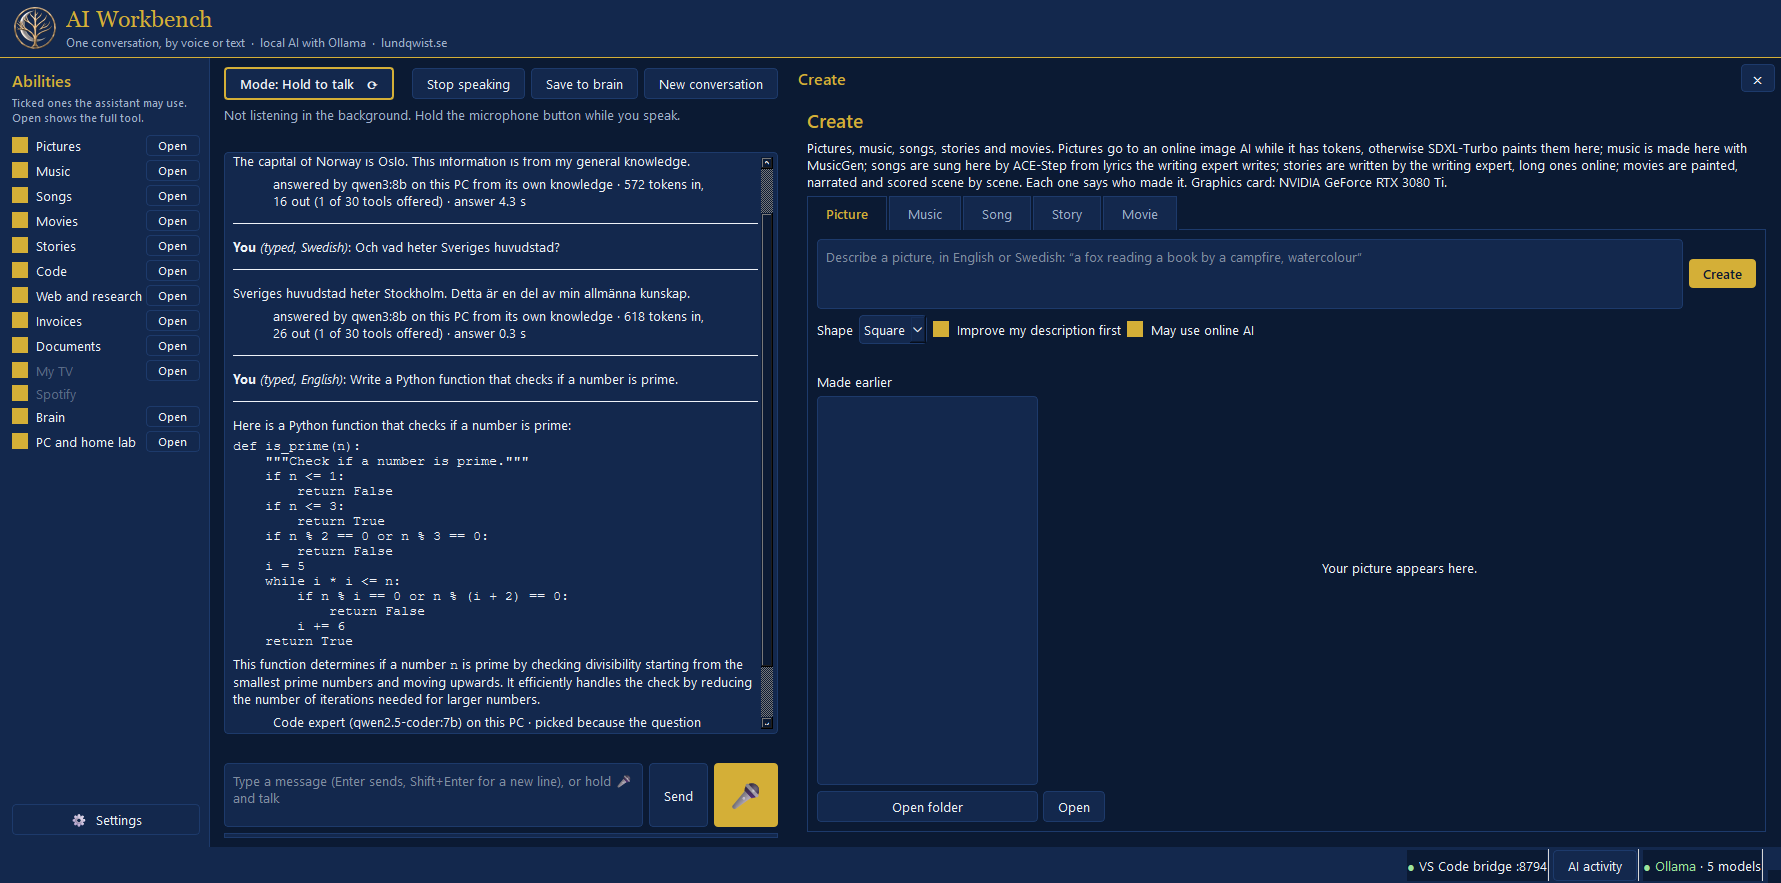 AI Workbench
One conversation, by voice or text · local AI with Ollama · lundqwist.se
Abilities
Ticked ones the assistant may use.
Open shows the full tool.
Pictures Open
Music Open
Songs Open
Movies Open
Stories Open
Code Open
Web and research Open
Invoices Open
Documents Open
My TV Open
Spotify
Brain Open
PC and home lab Open
Settings
Mode: Hold to talk
Stop speaking
Save to brain
New conversation
Not listening in the background. Hold the microphone button while you speak.
The capital of Norway is Oslo. This information is from my general knowledge.
answered by qwen3:8b on this PC from its own knowledge · 572 tokens in,
16 out (1 of 30 tools offered) · answer 4.3 s
You (typed, Swedish): Och vad heter Sveriges huvudstad?
Sveriges huvudstad heter Stockholm. Detta är en del av min allmänna kunskap.
answered by qwen3:8b on this PC from its own knowledge · 618 tokens in,
26 out (1 of 30 tools offered) · answer 0.3 s
You (typed, English): Write a Python function that checks if a number is prime.
Here is a Python function that checks if a number is prime:
def is_prime(n):
    """Check if a number is prime."""
    if n <= 1:
        return False
    if n <= 3:
        return True
    if n % 2 == 0 or n % 3 == 0:
        return False
    i = 5
    while i * i <= n:
        if n % i == 0 or n % (i + 2) == 0:
            return False
        i += 6
    return True
This function determines if a number n is prime by checking divisibility starting from the
smallest prime numbers and moving upwards. It efficiently handles the check by reducing
the number of iterations needed for larger numbers.
Code expert (qwen2.5-coder:7b) on this PC · picked because the question
Type a message (Enter sends, Shift+Enter for a new line), or hold 🎤
and talk
Send
Create
×
Create
Pictures, music, songs, stories and movies. Pictures go to an online image AI while it has tokens, otherwise SDXL-Turbo paints them here; music is made here with
MusicGen; songs are sung here by ACE-Step from lyrics the writing expert writes; stories are written by the writing expert, long ones online; movies are painted,
narrated and scored scene by scene. Each one says who made it. Graphics card: NVIDIA GeForce RTX 3080 Ti.
Picture Music Song Story Movie
Describe a picture, in English or Swedish: "a fox reading a book by a campfire, watercolour"
Create
Shape Square Improve my description first May use online AI
Made earlier
Your picture appears here.
Open folder Open
VS Code bridge :8794 AI activity Ollama · 5 models